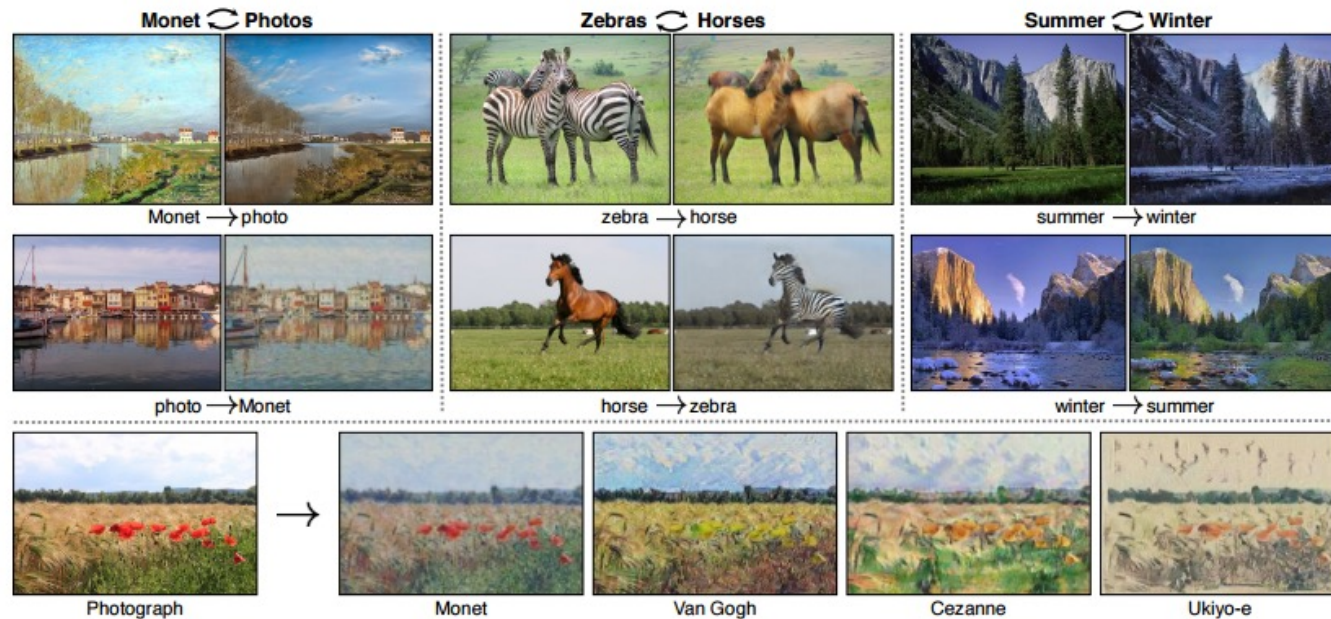 Monet ⇄ Photos
Zebras ⇄ Horses
Summer ⇄ Winter
Monet → photo
zebra → horse
summer → winter
photo → Monet
horse → zebra
winter → summer
Photograph
Monet
Van Gogh
Cezanne
Ukiyo-e